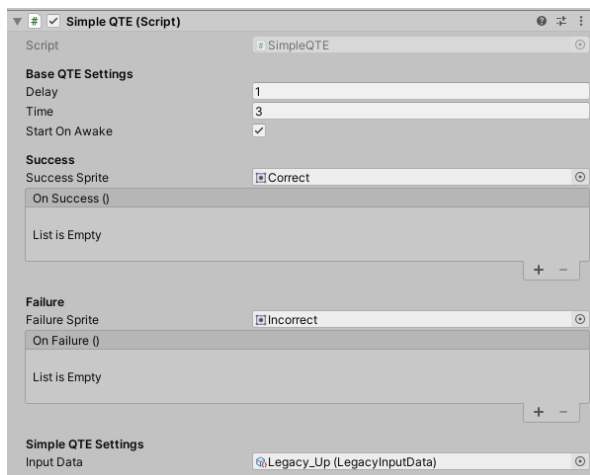 Simple QTE (Script)
Script SimpleQTE
Base QTE Settings
Delay 1
Time 3
Start On Awake
Success
Success Sprite Correct
On Success ()
List is Empty
+ −
Failure
Failure Sprite Incorrect
On Failure ()
List is Empty
+ −
Simple QTE Settings
Input Data Legacy_Up (LegacyInputData)